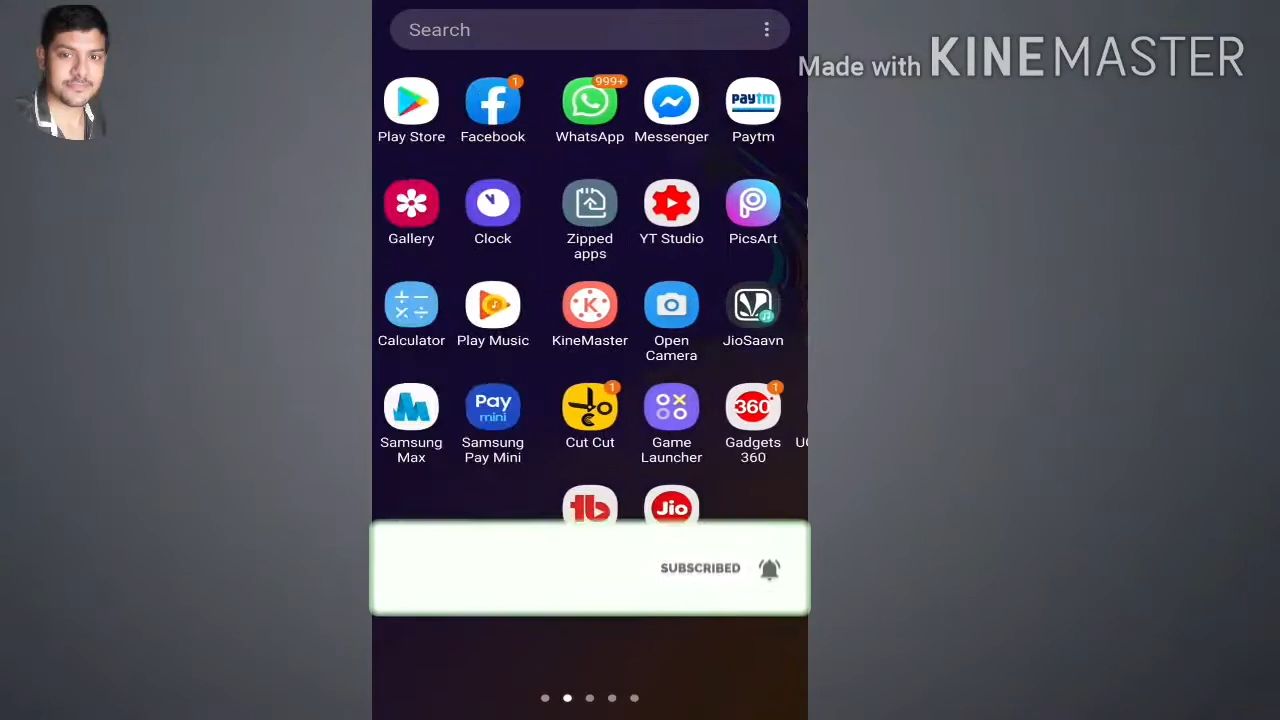 Search
Made with KINEMASTER
1
999+
paytm
Play Store
Facebook
WhatsApp
Messenger
Paytm
Gallery
Clock
Zipped
apps
YT Studio
PicsArt
K
Calculator
Play Music
KineMaster
Open
Camera
JioSaavn
Pay
mini
1
360
1
Samsung
Max
Samsung
Pay Mini
Cut Cut
Game
Launcher
Gadgets
360
Jio
SUBSCRIBED